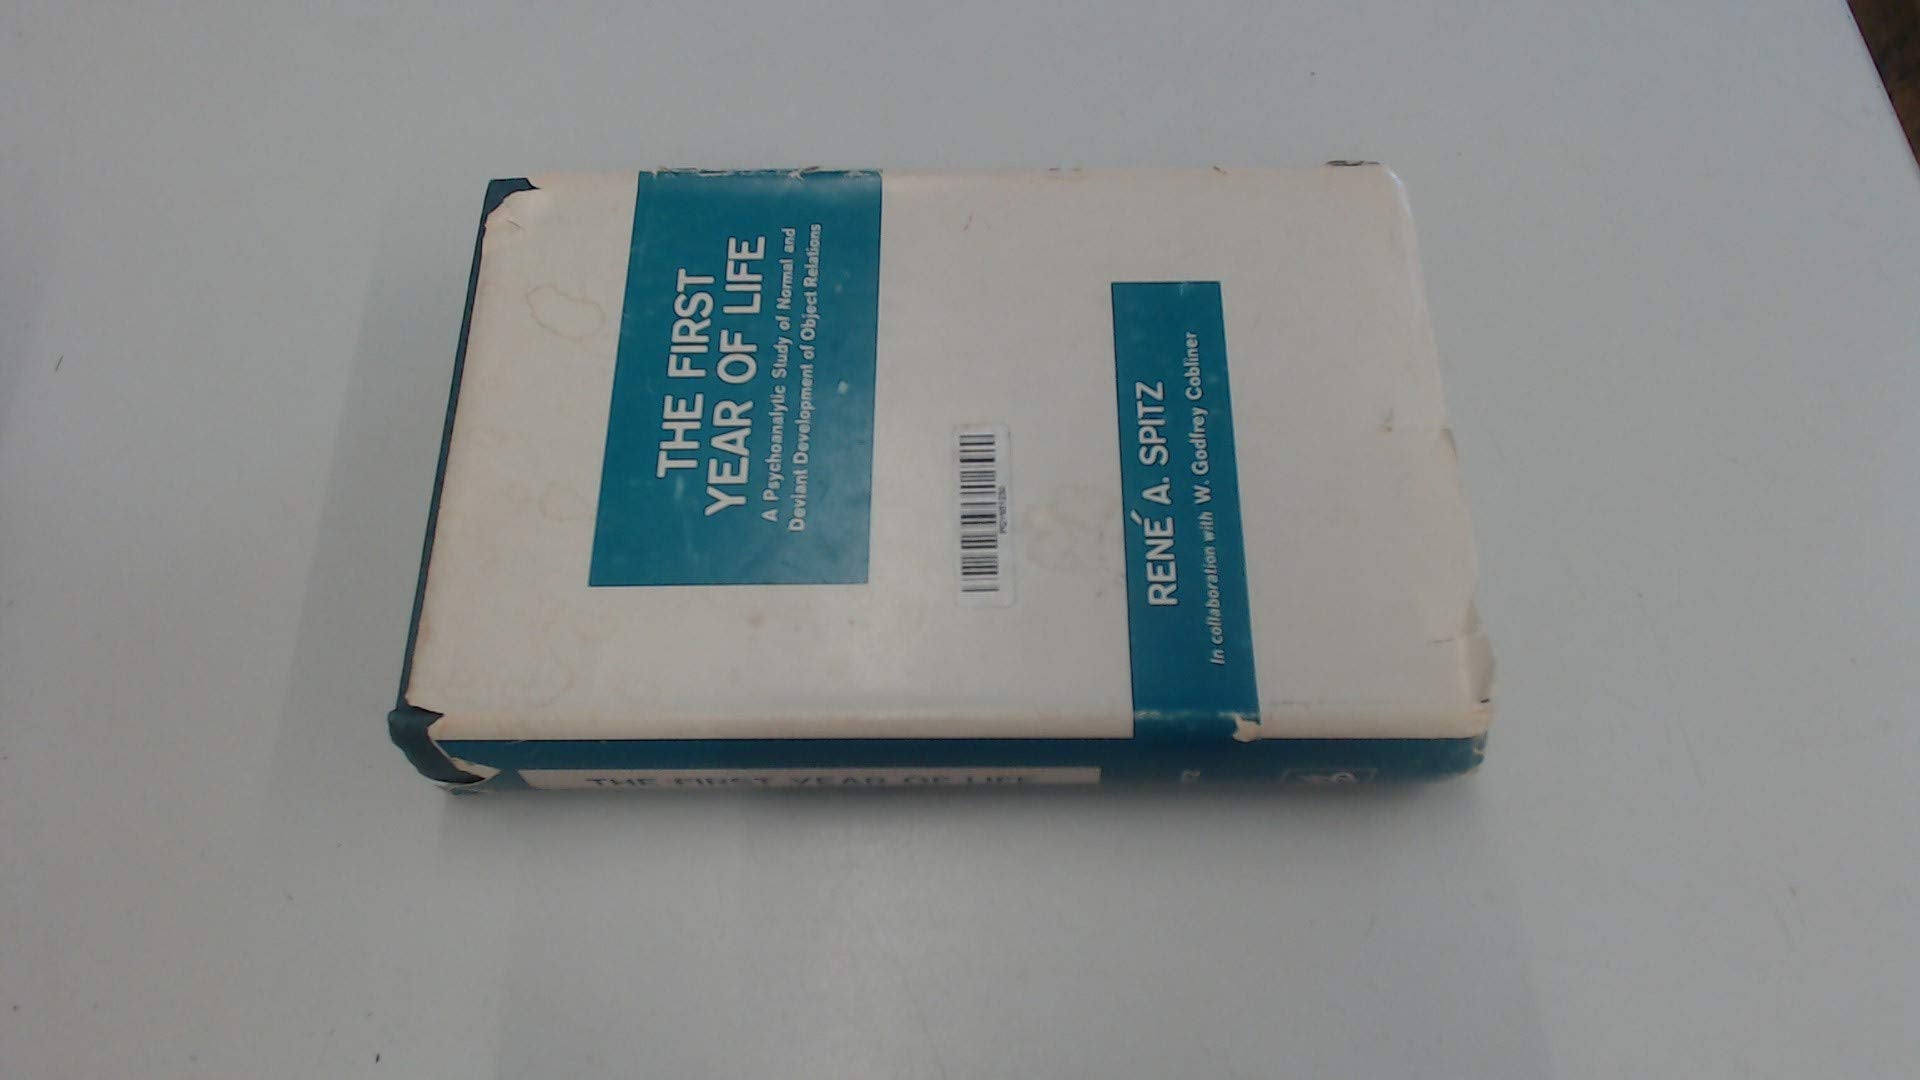 THE FIRST
YEAR OF LIFE
A Psychoanalytic Study of Normal and
Deviant Development of Object Relations
RENÉ A. SPITZ
In collaboration with W. Godfrey Cobliner
THE FIRST YEAR OF LIFE